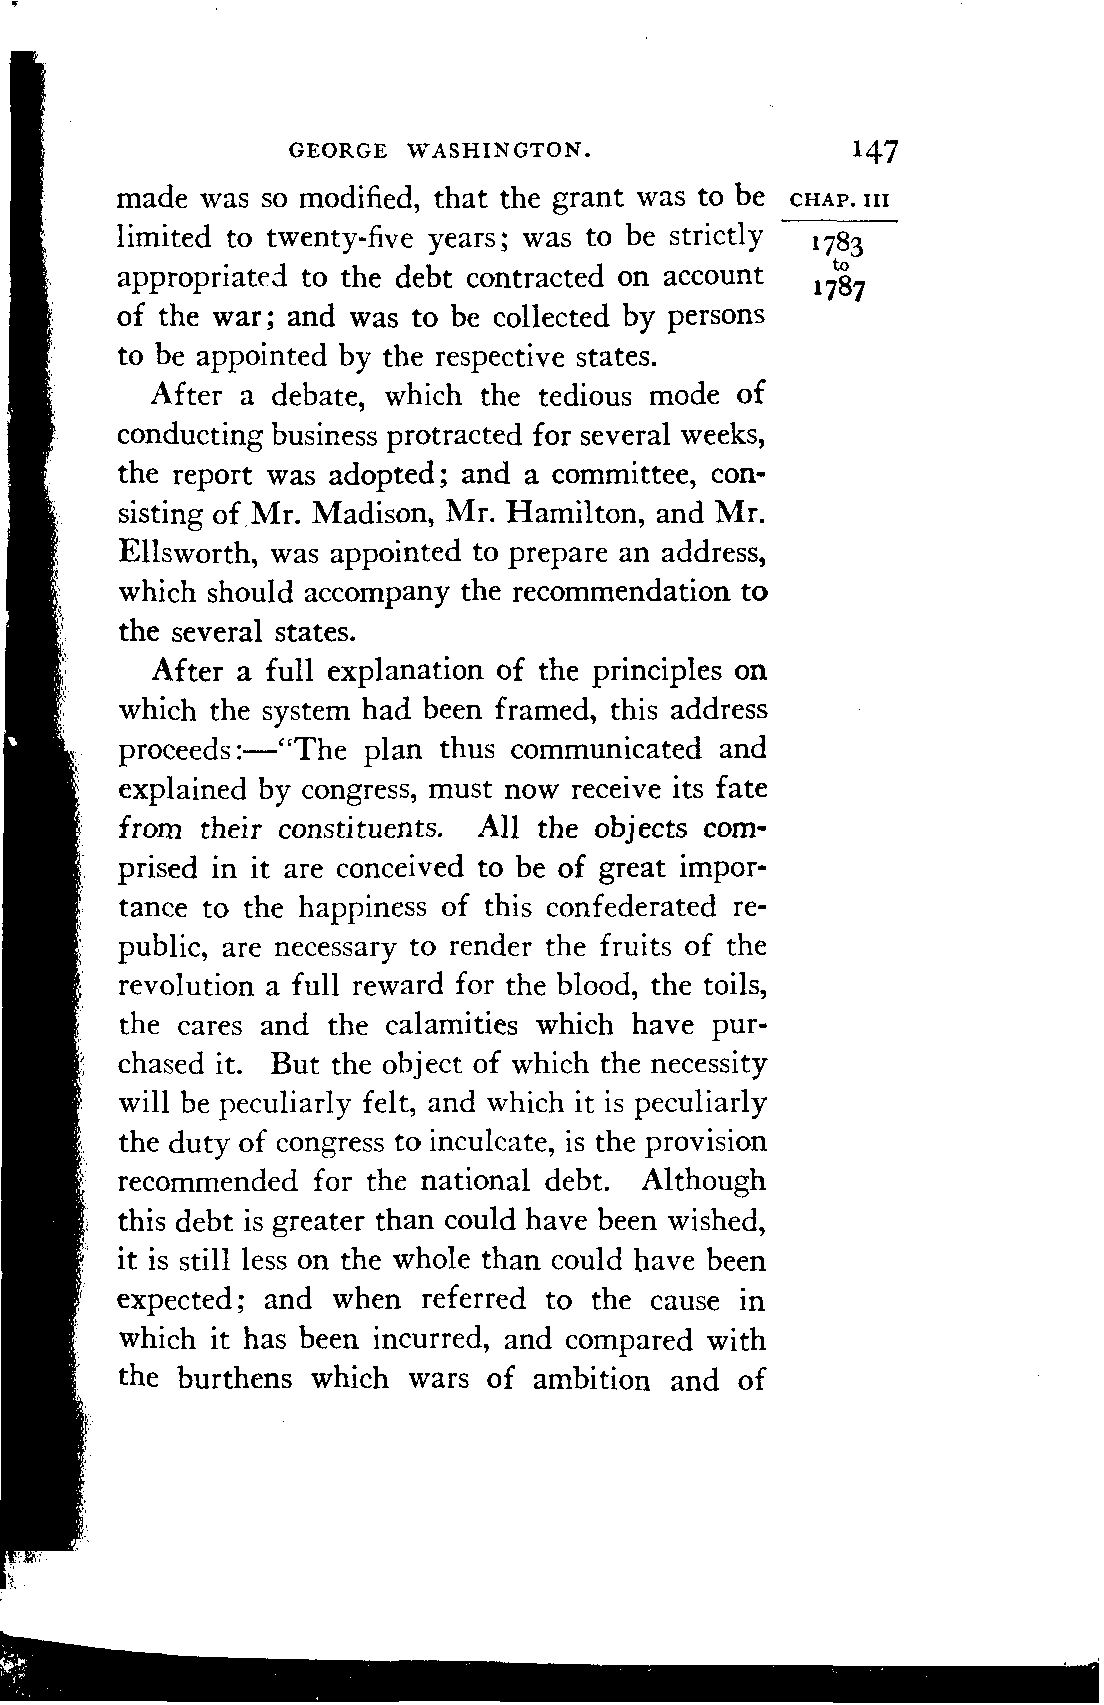 GEORGE WASHINGTON. 147
made was so modified, that the grant was to be CHAP. III
limited to twenty-five years; was to be strictly 1783
appropriated to the debt contracted on account to
1787
of the war; and was to be collected by persons
to be appointed by the respective states.
After a debate, which the tedious mode of
conducting business protracted for several weeks,
the report was adopted; and a committee, con-
sisting of Mr. Madison, Mr. Hamilton, and Mr.
Ellsworth, was appointed to prepare an address,
which should accompany the recommendation to
the several states.
After a full explanation of the principles on
which the system had been framed, this address
proceeds:—"The plan thus communicated and
explained by congress, must now receive its fate
from their constituents. All the objects com-
prised in it are conceived to be of great impor-
tance to the happiness of this confederated re-
public, are necessary to render the fruits of the
revolution a full reward for the blood, the toils,
the cares and the calamities which have pur-
chased it. But the object of which the necessity
will be peculiarly felt, and which it is peculiarly
the duty of congress to inculcate, is the provision
recommended for the national debt. Although
this debt is greater than could have been wished,
it is still less on the whole than could have been
expected; and when referred to the cause in
which it has been incurred, and compared with
the burthens which wars of ambition and of